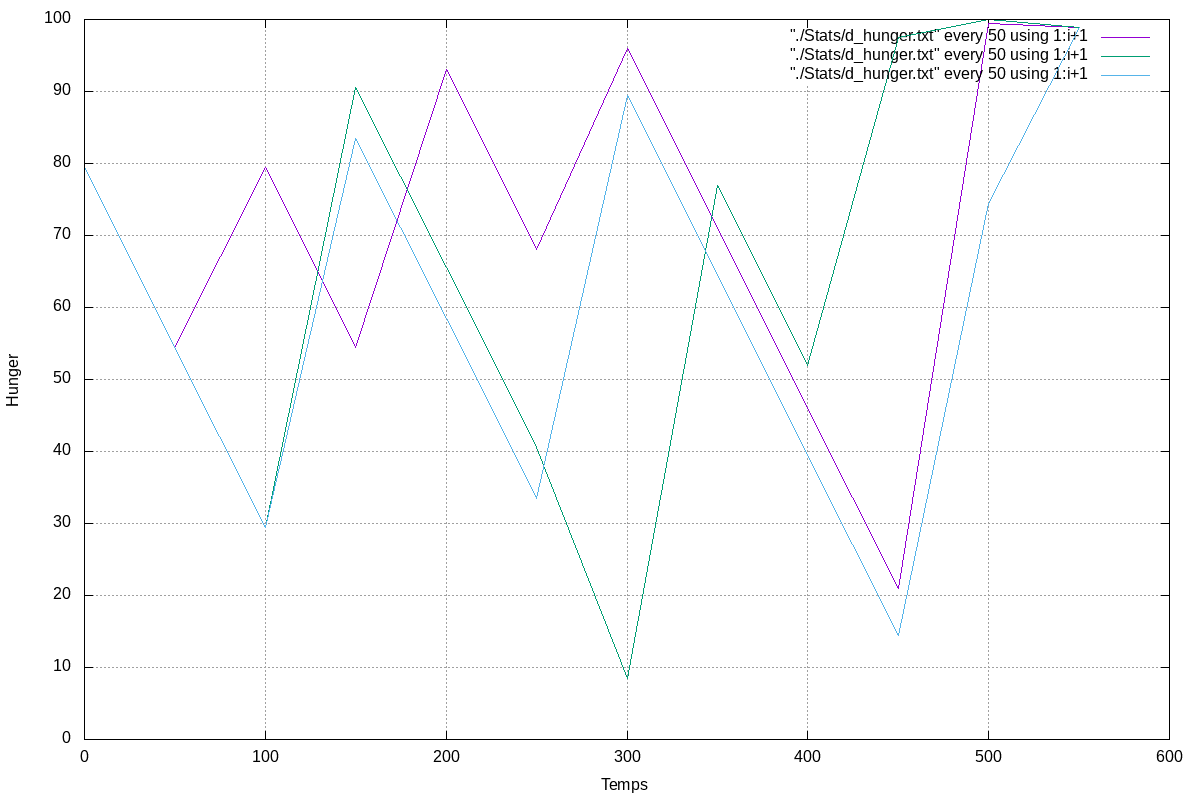 100
"./Stats/d_hunger.txt" every 50 using 1:i+1
"./Stats/d_hunger.txt" every 50 using 1:i+1
"./Stats/d_hunger.txt" every 50 using 1:i+1
90
80
70
60
50
40
30
20
10
0
Hunger
0 100 200 300 400 500 600
Temps